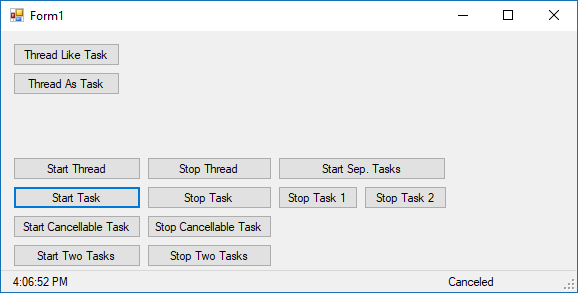 Form1
Thread Like Task
Thread As Task
Start Thread Stop Thread Start Sep. Tasks
Start Task Stop Task Stop Task 1 Stop Task 2
Start Cancellable Task Stop Cancellable Task
Start Two Tasks Stop Two Tasks
4:06:52 PM Canceled